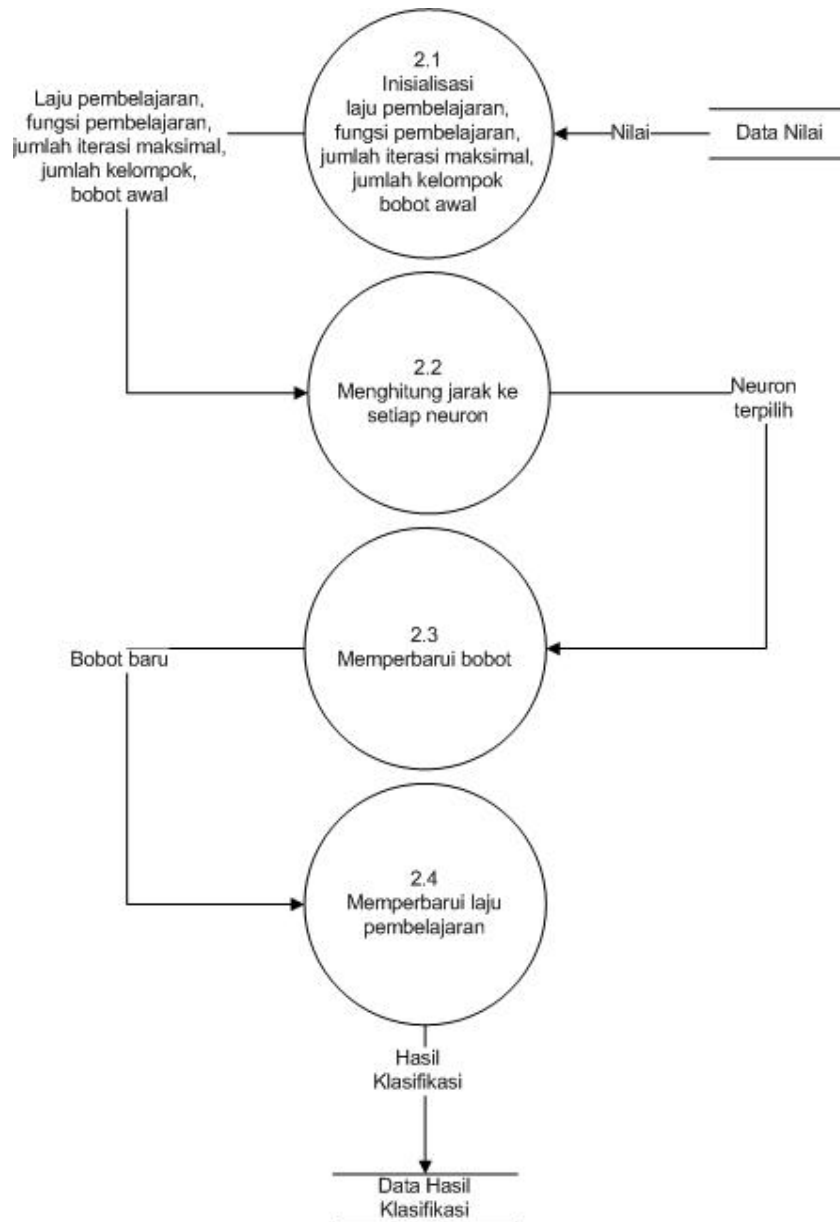 2.1
Inisialisasi
laju pembelajaran,
fungsi pembelajaran,
jumlah iterasi maksimal,
jumlah kelompok
bobot awal
Nilai
Data Nilai
Laju pembelajaran,
fungsi pembelajaran,
jumlah iterasi maksimal,
jumlah kelompok,
bobot awal
2.2
Menghitung jarak ke
setiap neuron
Neuron
terpilih
2.3
Memperbarui bobot
Bobot baru
2.4
Memperbarui laju
pembelajaran
Hasil
Klasifikasi
Data Hasil
Klasifikasi